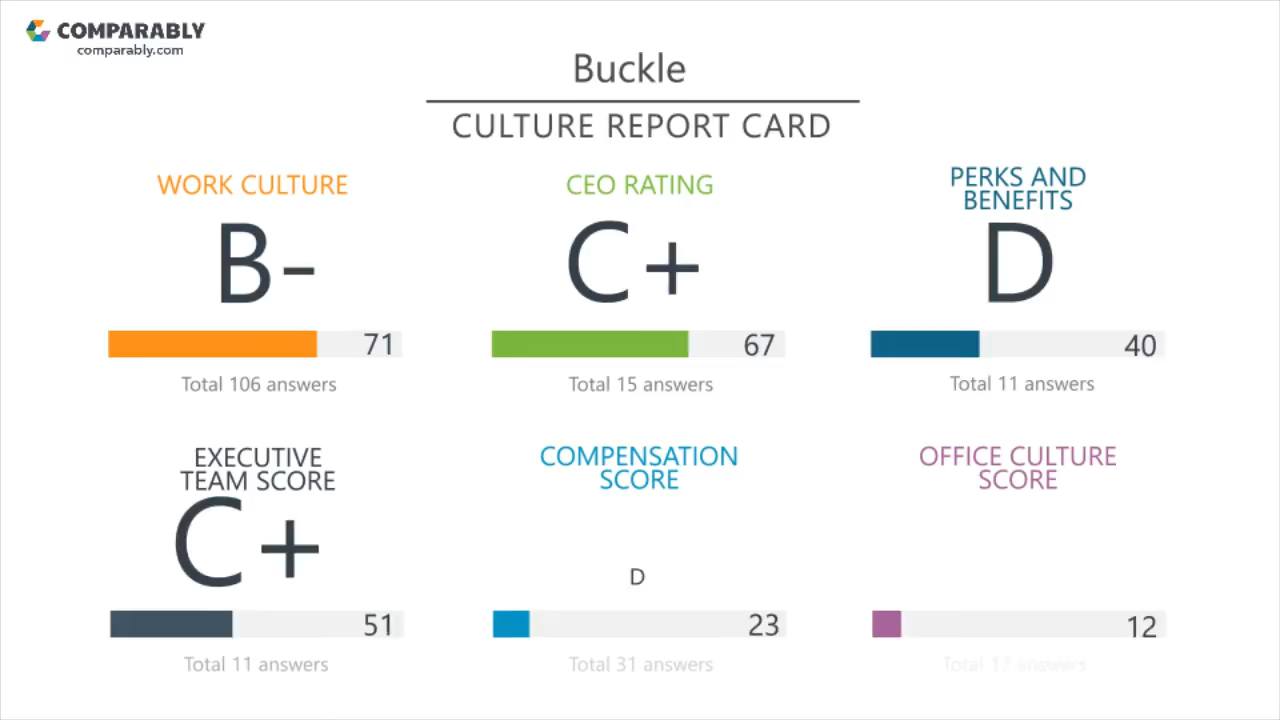 COMPARABLY
comparably.com
Buckle
CULTURE REPORT CARD
WORK CULTURE
B-
71
Total 106 answers
CEO RATING
C+
67
Total 15 answers
PERKS AND
BENEFITS
D
40
Total 11 answers
EXECUTIVE
TEAM SCORE
C+
51
Total 11 answers
COMPENSATION
SCORE
D
23
Total 31 answers
OFFICE CULTURE
SCORE
12
Total answers